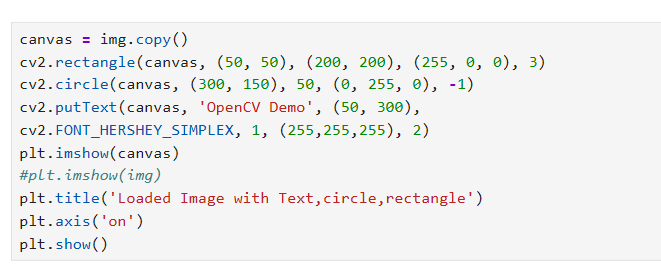 canvas = img.copy()
cv2.rectangle(canvas, (50, 50), (200, 200), (255, 0, 0), 3)
cv2.circle(canvas, (300, 150), 50, (0, 255, 0), -1)
cv2.putText(canvas, 'OpenCV Demo', (50, 300),
cv2.FONT_HERSHEY_SIMPLEX, 1, (255,255,255), 2)
plt.imshow(canvas)
#plt.imshow(img)
plt.title('Loaded Image with Text,circle,rectangle')
plt.axis('on')
plt.show()